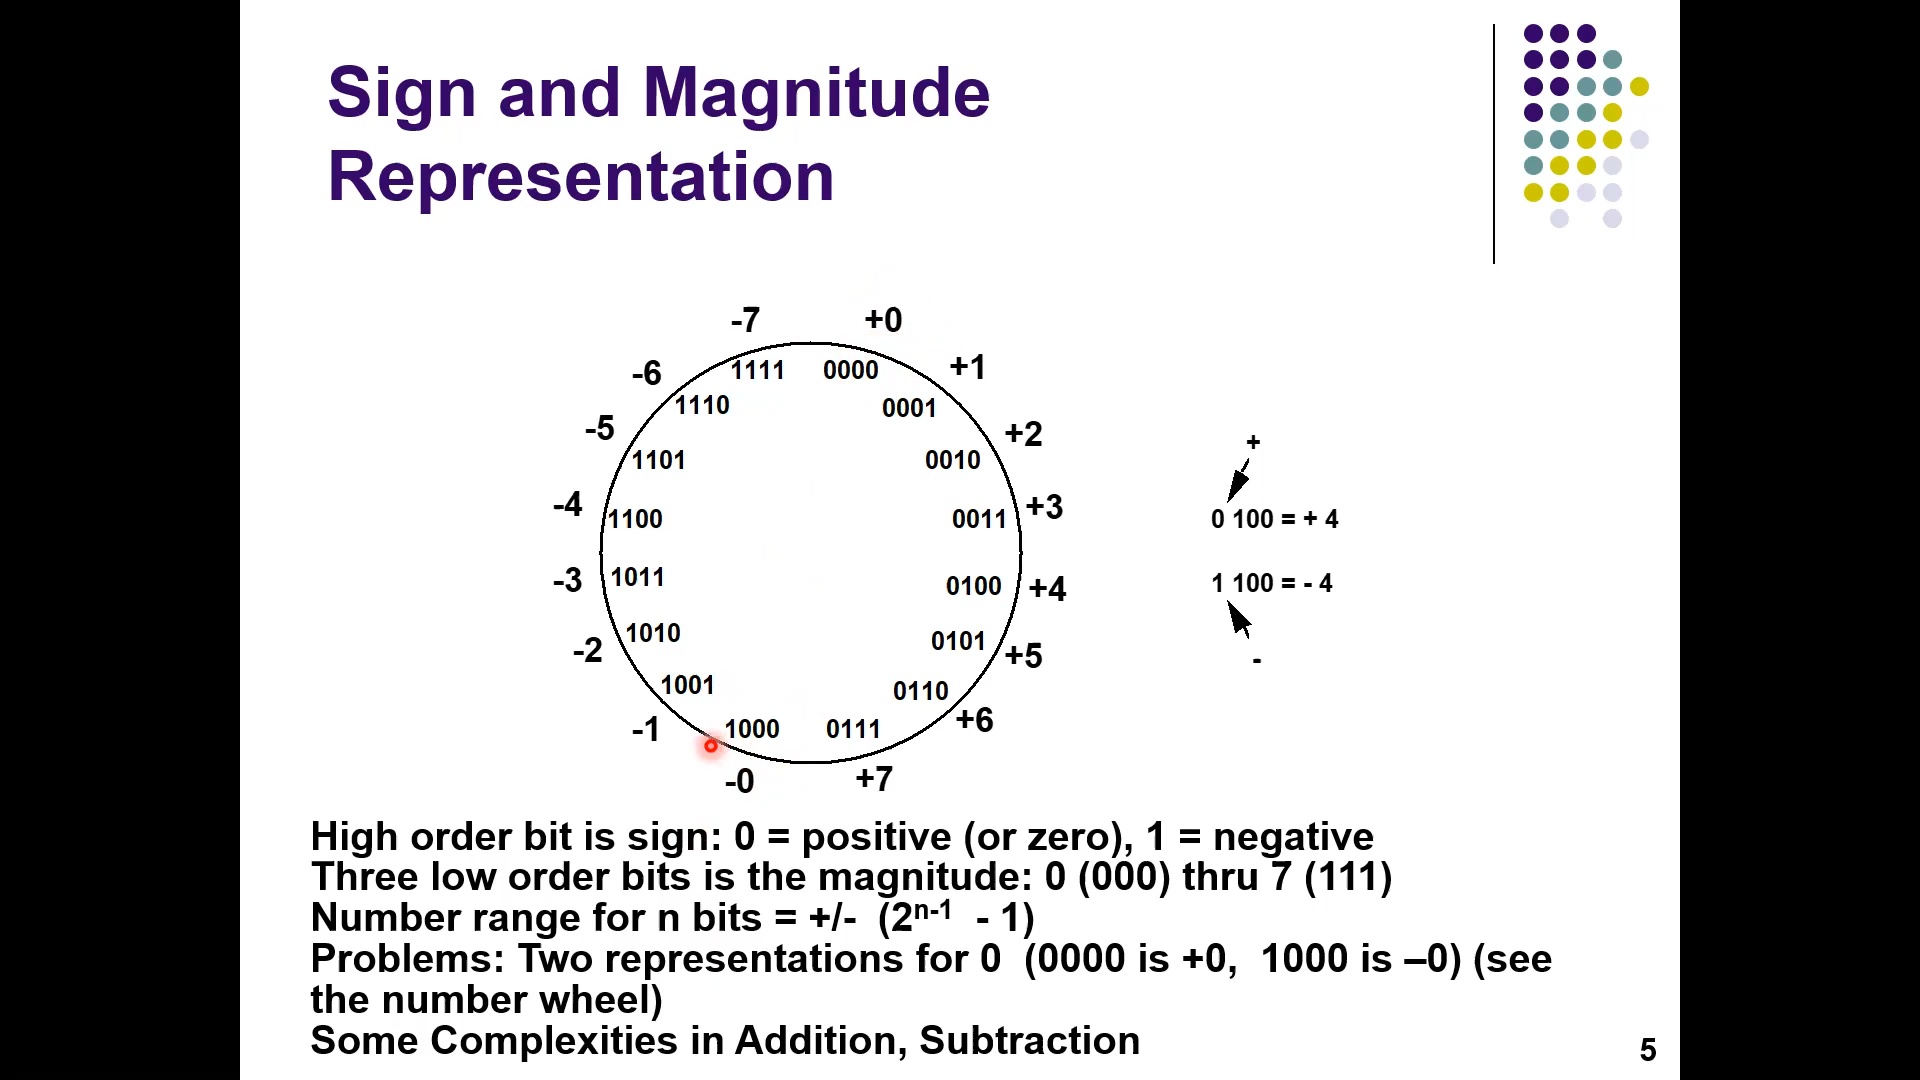 Sign and Magnitude
Representation
-7 +0
-6 1111 0000 +1
1110 0001
-5 +2
1101 0010
+
-4 1100 0011 +3
0 100 = + 4
-3 1011 0100 +4
1 100 = - 4
1010 0101
-2 +5
-
1001 0110
-1 1000 0111 +6
-0 +7
High order bit is sign: 0 = positive (or zero), 1 = negative
Three low order bits is the magnitude: 0 (000) thru 7 (111)
Number range for n bits = +/- (2ⁿ⁻¹ - 1)
Problems: Two representations for 0 (0000 is +0, 1000 is –0) (see
the number wheel)
Some Complexities in Addition, Subtraction
5